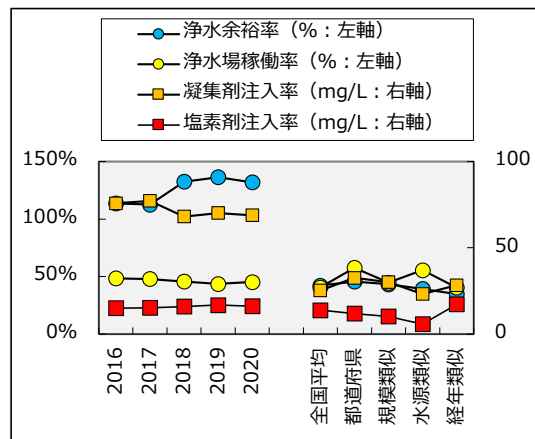 浄水余裕率（%：左軸）
浄水場稼働率（%：左軸）
凝集剤注入率（mg/L：右軸）
塩素剤注入率（mg/L：右軸）
150%
100%
50%
0%
100
50
0
2016
2017
2018
2019
2020
全国平均
都道府県
規模類似
水源類似
経年類似